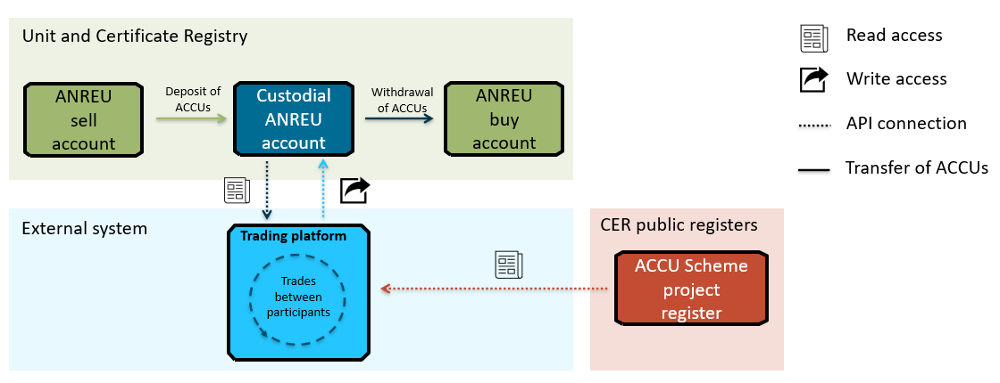 Unit and Certificate Registry
ANREU
sell
account
Deposit of
ACCUs
Custodial
ANREU
account
Withdrawal
of ACCUs
ANREU
buy
account
Read access
Write access
API connection
Transfer of ACCUs
External system
Trading platform
Trades
between
participants
CER public registers
ACCU Scheme
project
register